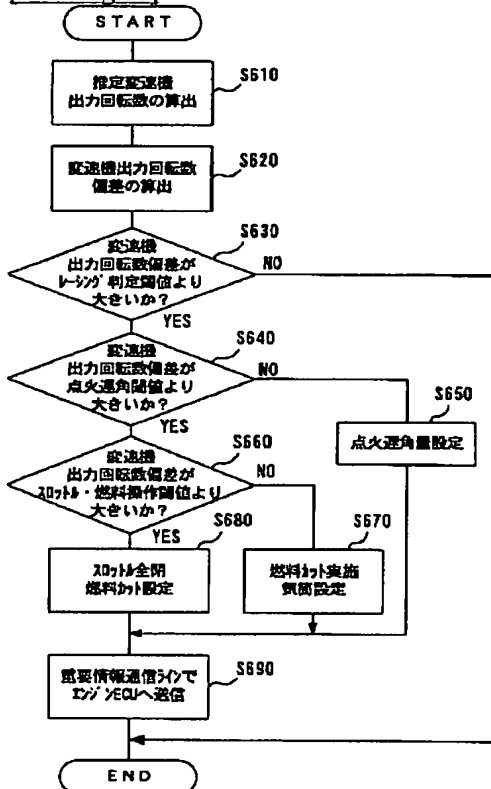 START
推定変速機
出力回転数の算出
S610
変速機出力回転数
偏差の算出
S620
変速機
出力回転数偏差が
ﾚｰｼﾝｸﾞ判定閾値より
大きいか？
S630
NO
YES
変速機
出力回転数偏差が
点火遅角閾値より
大きいか？
S640
NO
YES
点火遅角量設定
S650
変速機
出力回転数偏差が
ｽﾛｯﾄﾙ・燃料操作閾値より
大きいか？
S660
NO
YES
燃料ｶｯﾄ実施
気筒設定
S670
ｽﾛｯﾄﾙ全閉
燃料ｶｯﾄ設定
S680
重要情報通信ﾗｲﾝで
ｴﾝｼﾞﾝECUへ送信
S690
END